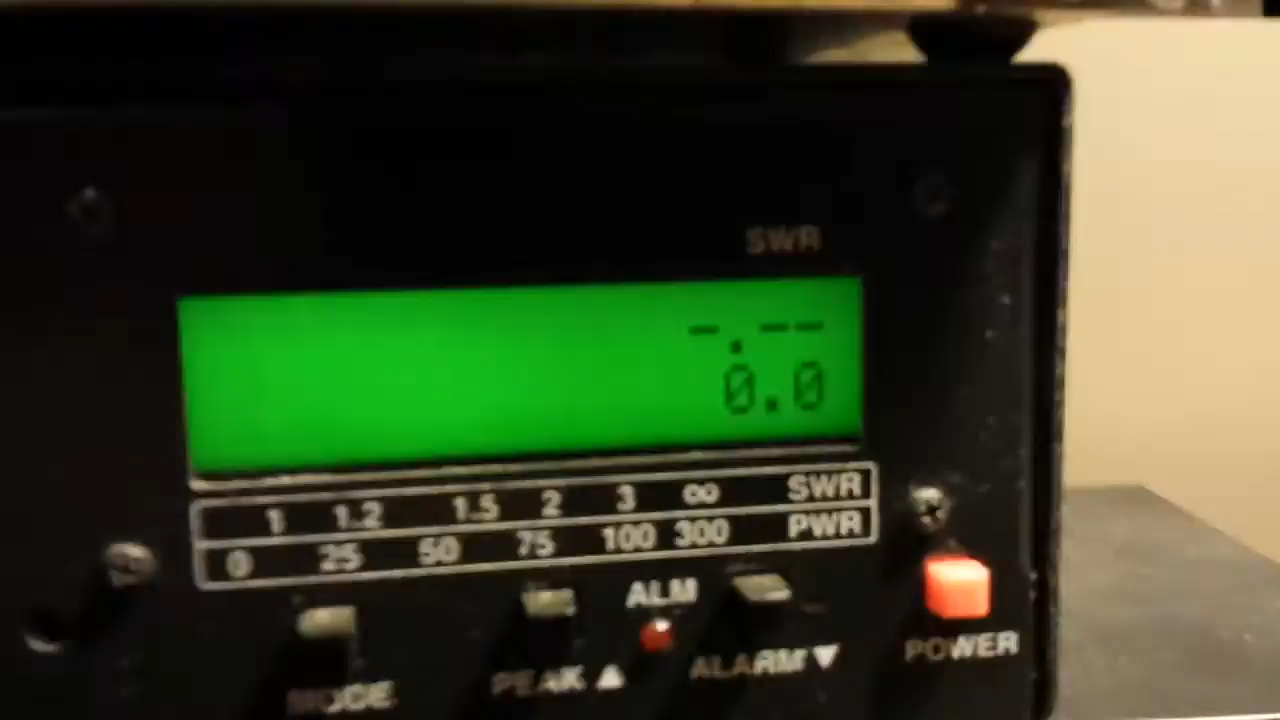 SWR
-.--
0.0
1 1.2 1.5 2 3 ∞ SWR
0 25 50 75 100 300 PWR
ALM
MODE PEAK ▲ ALARM ▼ POWER